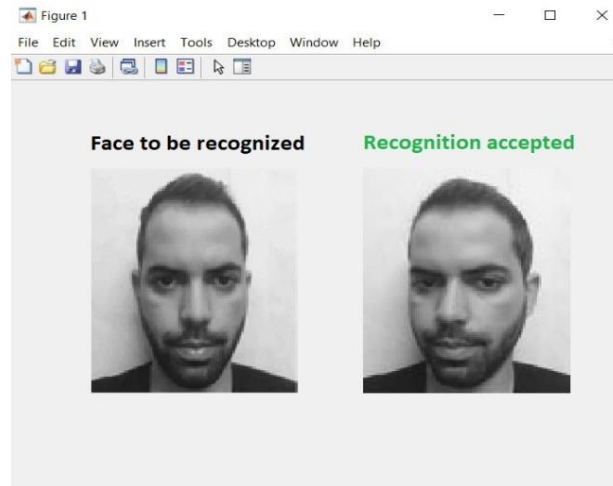 Figure 1
File Edit View Insert Tools Desktop Window Help
Face to be recognized
Recognition accepted